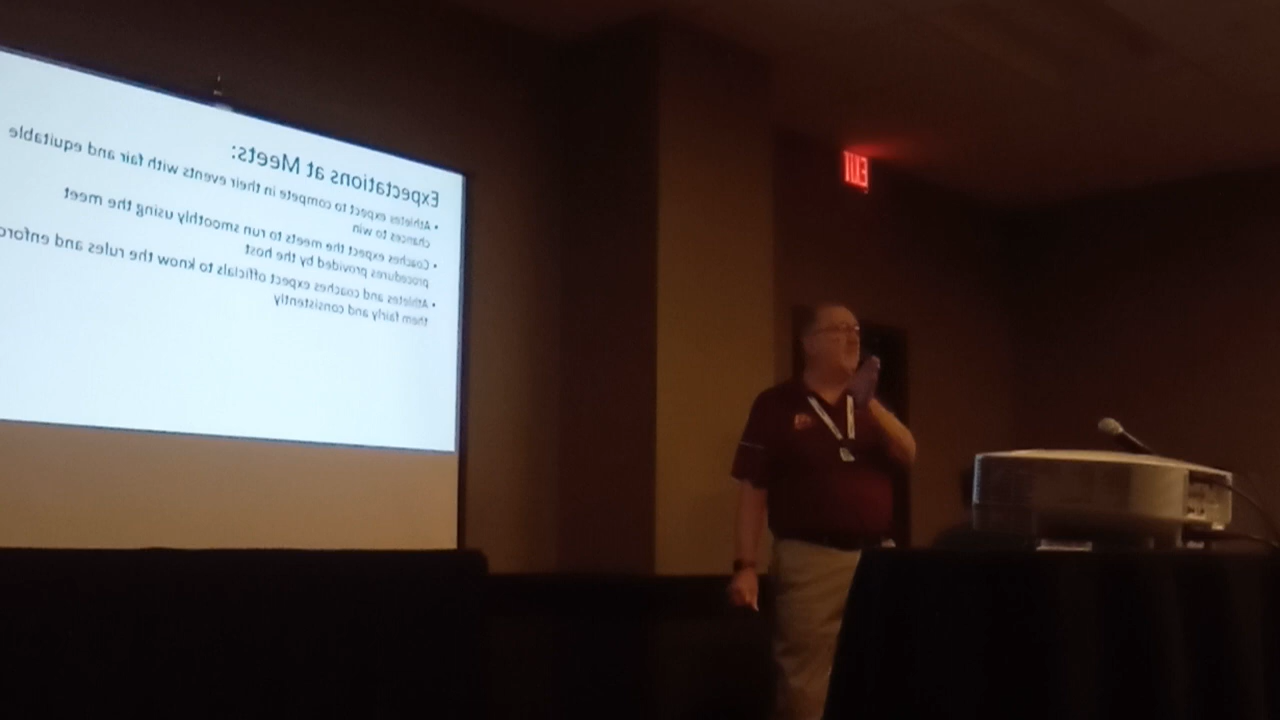 Expectations at Meets:
• Athletes expect to compete in their events with fair and equitable
chances to win
• Coaches expect the meets to run smoothly using the meet
procedures provided by the host
• Athletes and coaches expect officials to know the rules and
them fairly and consistently
EXIT